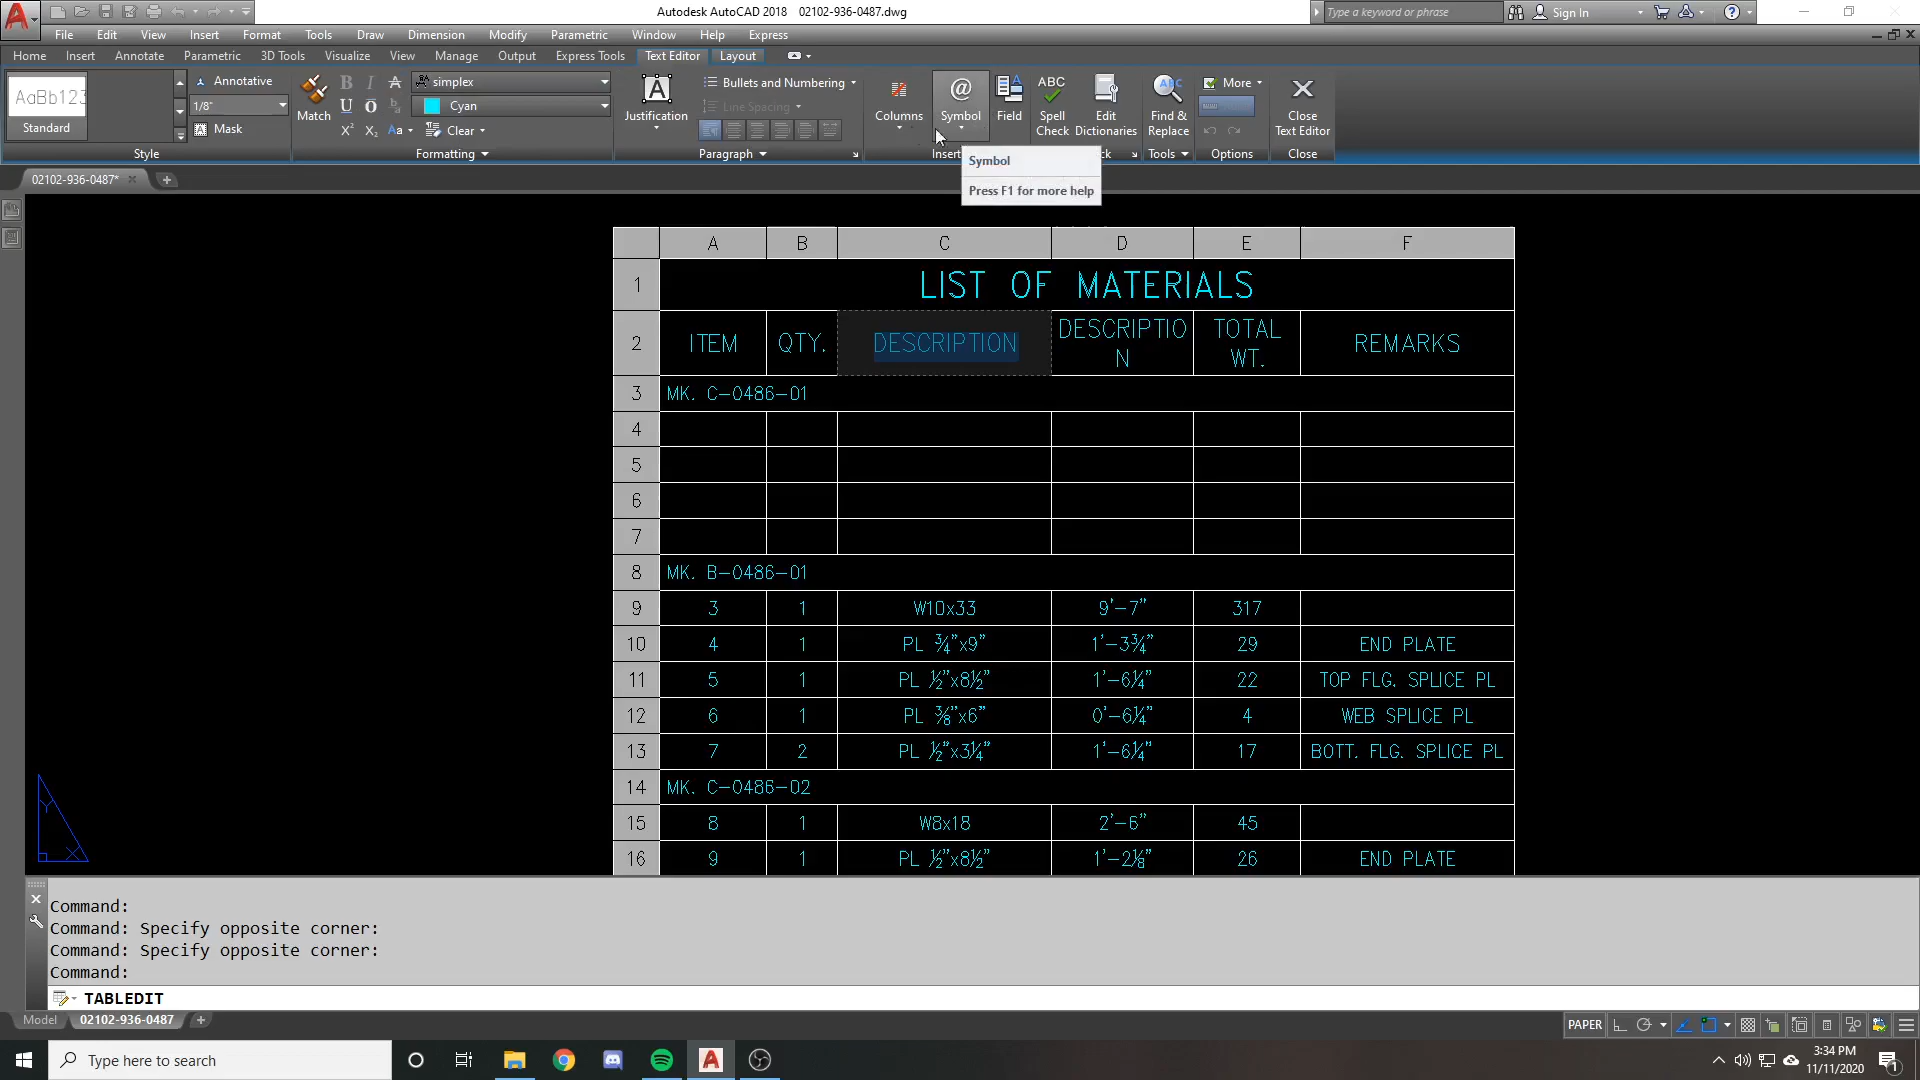 Autodesk AutoCAD 2018 02102-936-0487.dwg
Type a keyword or phrase
Sign In
File Edit View Insert Format Tools Draw Dimension Modify Parametric Window Help Express
Home Insert Annotate Parametric 3D Tools Visualize View Manage Output Express Tools Text Editor Layout
AaBb123
Standard
Annotative
1/8"
Mask
Style
Match
simplex
Cyan
Clear
Formatting
Justification
Bullets and Numbering
Line Spacing
Paragraph
Columns
Symbol
Field
Insert
ABC
Spell Check
Edit Dictionaries
Find & Replace
Tools
More
Options
Close Text Editor
Close
Symbol
Press F1 for more help
02102-936-0487*
A B C D E F
1 LIST OF MATERIALS
2 ITEM QTY. DESCRIPTION DESCRIPTION TOTAL WT. REMARKS
3 MK. C-0486-01
4
5
6
7
8 MK. B-0486-01
9 3 1 W10x33 9'-7" 317
10 4 1 PL ¾"x9" 1'-3¾" 29 END PLATE
11 5 1 PL ½"x8½" 1'-6¼" 22 TOP FLG. SPLICE PL
12 6 1 PL ⅜"x6" 0'-6¼" 4 WEB SPLICE PL
13 7 2 PL ½"x3¼" 1'-6¼" 17 BOTT. FLG. SPLICE PL
14 MK. C-0486-02
15 8 1 W8x18 2'-6" 45
16 9 1 PL ½"x8½" 1'-2⅛" 26 END PLATE
Y
X
Command:
Command: Specify opposite corner:
Command: Specify opposite corner:
Command:
TABLEDIT
Model 02102-936-0487
PAPER
Type here to search
3:34 PM
11/11/2020
1